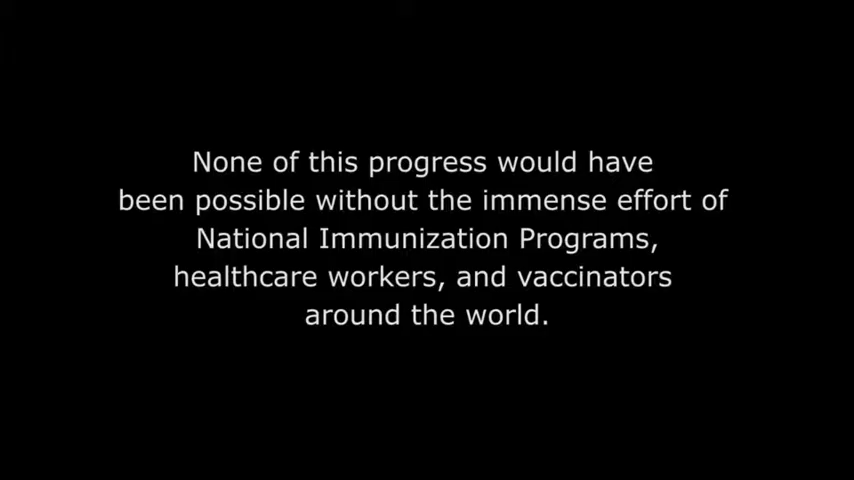 None of this progress would have
been possible without the immense effort of
National Immunization Programs,
healthcare workers, and vaccinators
around the world.